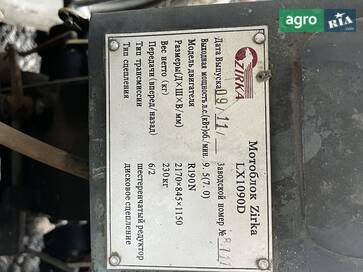 agro RIA.com
ZIRKA
Мотоблок Zirka
LX1090D
Дата Выпуска 09/11/ Заводской номер №
Выходная мощность л.с.(кВт)об/мин. 9.5(7.0)
Модель двигателя R190N
Размеры(Д×Ш×В/мм) 2170×845×1150
Вес нетто (кг) 230кг
Передачи(вперед/назад) 6/2
Тип трансмиссии шестеренчатый редуктор
Тип сцепления дисковое сцепление